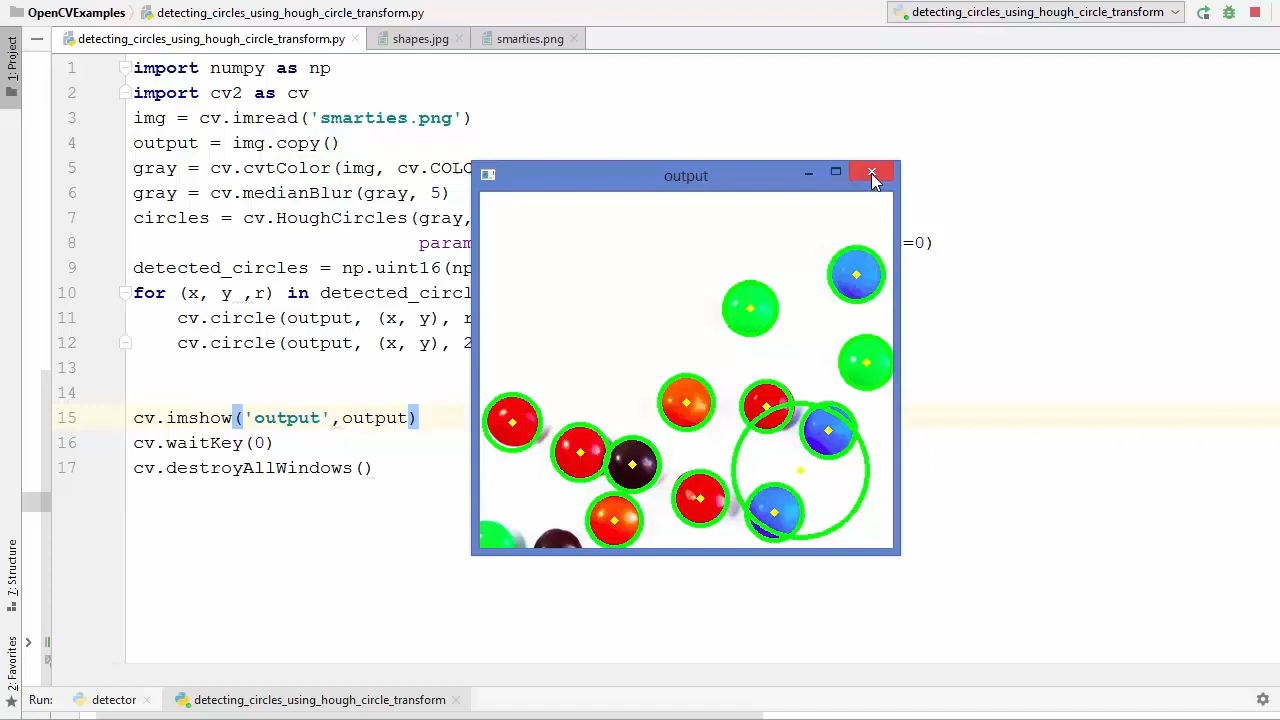 OpenCVExamples detecting_circles_using_hough_circle_transform.py detecting_circles_using_hough_circle_transform
1: Project
detecting_circles_using_hough_circle_transform.py shapes.jpg smarties.png
1 import numpy as np
2 import cv2 as cv
3 img = cv.imread('smarties.png')
4 output = img.copy()
5 gray = cv.cvtColor(img, cv.COL
6 gray = cv.medianBlur(gray, 5)
7 circles = cv.HoughCircles(gray,
8 param =0)
9 detected_circles = np.uint16(np
10 for (x, y ,r) in detected_circl
11 cv.circle(output, (x, y), r
12 cv.circle(output, (x, y), 2
13
14
15 cv.imshow('output',output)
16 cv.waitKey(0)
17 cv.destroyAllWindows()
output
7: Structure
2: Favorites
Run: detector detecting_circles_using_hough_circle_transform